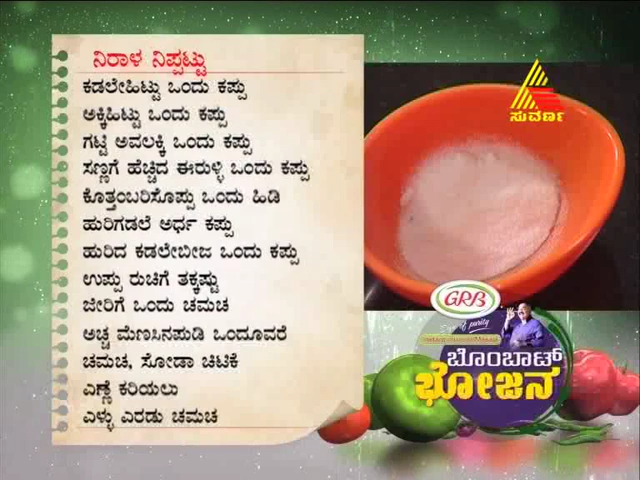 ನಿರಾಳ ನಿಪ್ಪಟ್ಟು
ಕಡಲೇಹಿಟ್ಟು ಒಂದು ಕಪ್ಪು
ಅಕ್ಕಿಹಿಟ್ಟು ಒಂದು ಕಪ್ಪು
ಗಟ್ಟಿ ಅವಲಕ್ಕಿ ಒಂದು ಕಪ್ಪು
ಸಣ್ಣಗೆ ಹೆಚ್ಚಿದ ಈರುಳ್ಳಿ ಒಂದು ಕಪ್ಪು
ಕೊತ್ತಂಬರಿಸೊಪ್ಪು ಒಂದು ಹಿಡಿ
ಹುರಿಗಡಲೆ ಅರ್ಧ ಕಪ್ಪು
ಹುರಿದ ಕಡಲೇಬೀಜ ಒಂದು ಕಪ್ಪು
ಉಪ್ಪು ರುಚಿಗೆ ತಕ್ಕಷ್ಟು
ಜೀರಿಗೆ ಒಂದು ಚಮಚ
ಅಚ್ಚ ಮೆಣಸಿನಪುಡಿ ಒಂದೂವರೆ
ಚಮಚ, ಸೋಡಾ ಚಿಟಿಕೆ
ಎಣ್ಣೆ ಕರಿಯಲು
ಎಳ್ಳು ಎರಡು ಚಮಚ
ಸುವರ್ಣ
GRB
purity
ಬೊಂಬಾಟ್
ಭೋಜನ